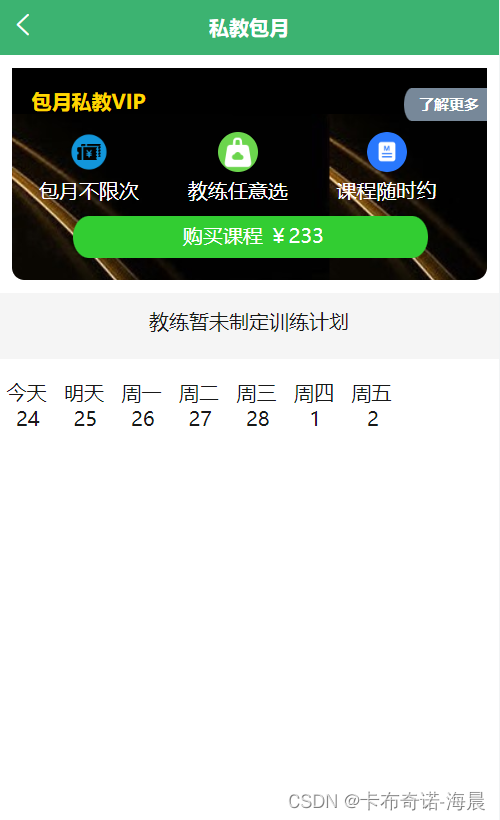 私教包月
包月私教VIP
了解更多
包月不限次 教练任意选 课程随时约
购买课程 ￥233
教练暂未制定训练计划
今天 明天 周一 周二 周三 周四 周五
24 25 26 27 28 1 2
CSDN @卡布奇诺-海晨